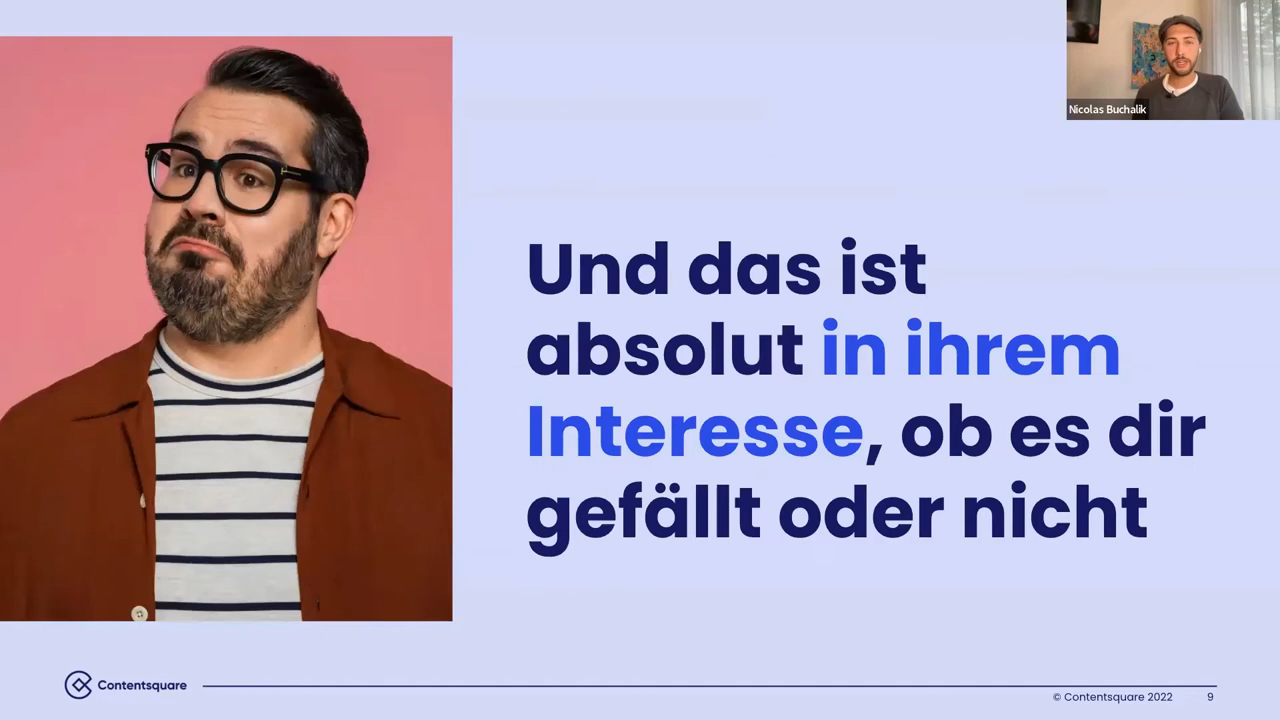 Nicolas Buchalik
Und das ist
absolut in ihrem
Interesse, ob es dir
gefällt oder nicht
Contentsquare
© Contentsquare 2022
9